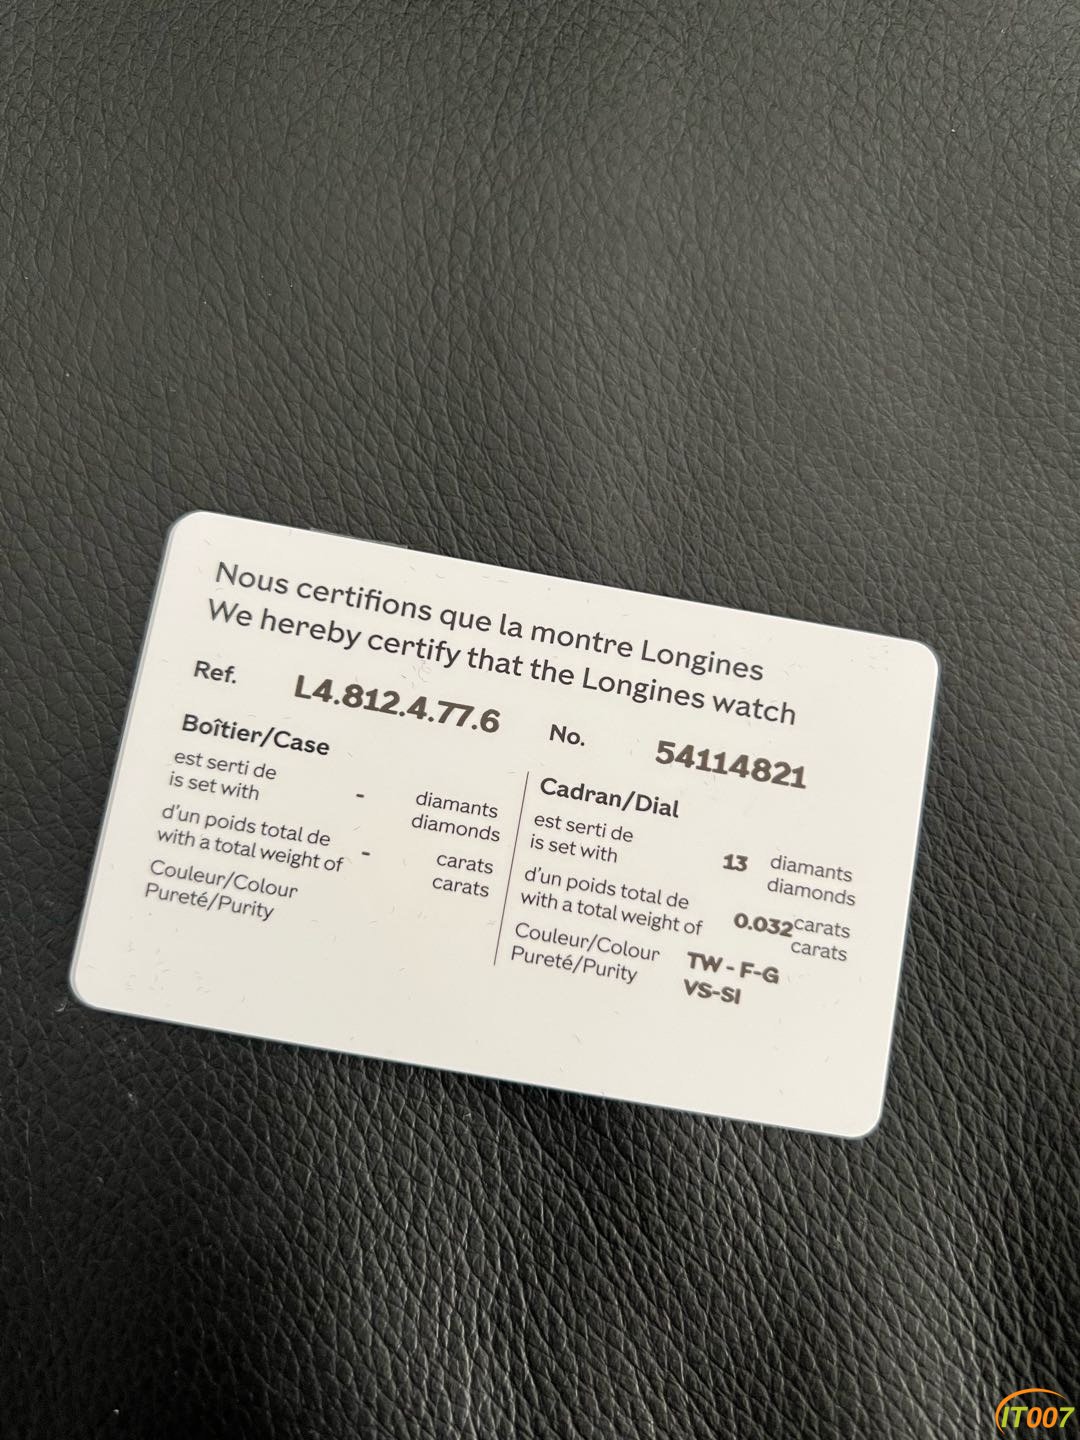 Nous certifions que la montre Longines
We hereby certify that the Longines watch
Ref. L4.812.4.77.6 No. 54114821
Boîtier/Case
est serti de
is set with - diamants
diamonds
d'un poids total de
with a total weight of - carats
carats
Couleur/Colour
Pureté/Purity
Cadran/Dial
est serti de
is set with 13 diamants
diamonds
d'un poids total de
with a total weight of 0.032 carats
carats
Couleur/Colour TW - F-G
Pureté/Purity VS-SI
IT007